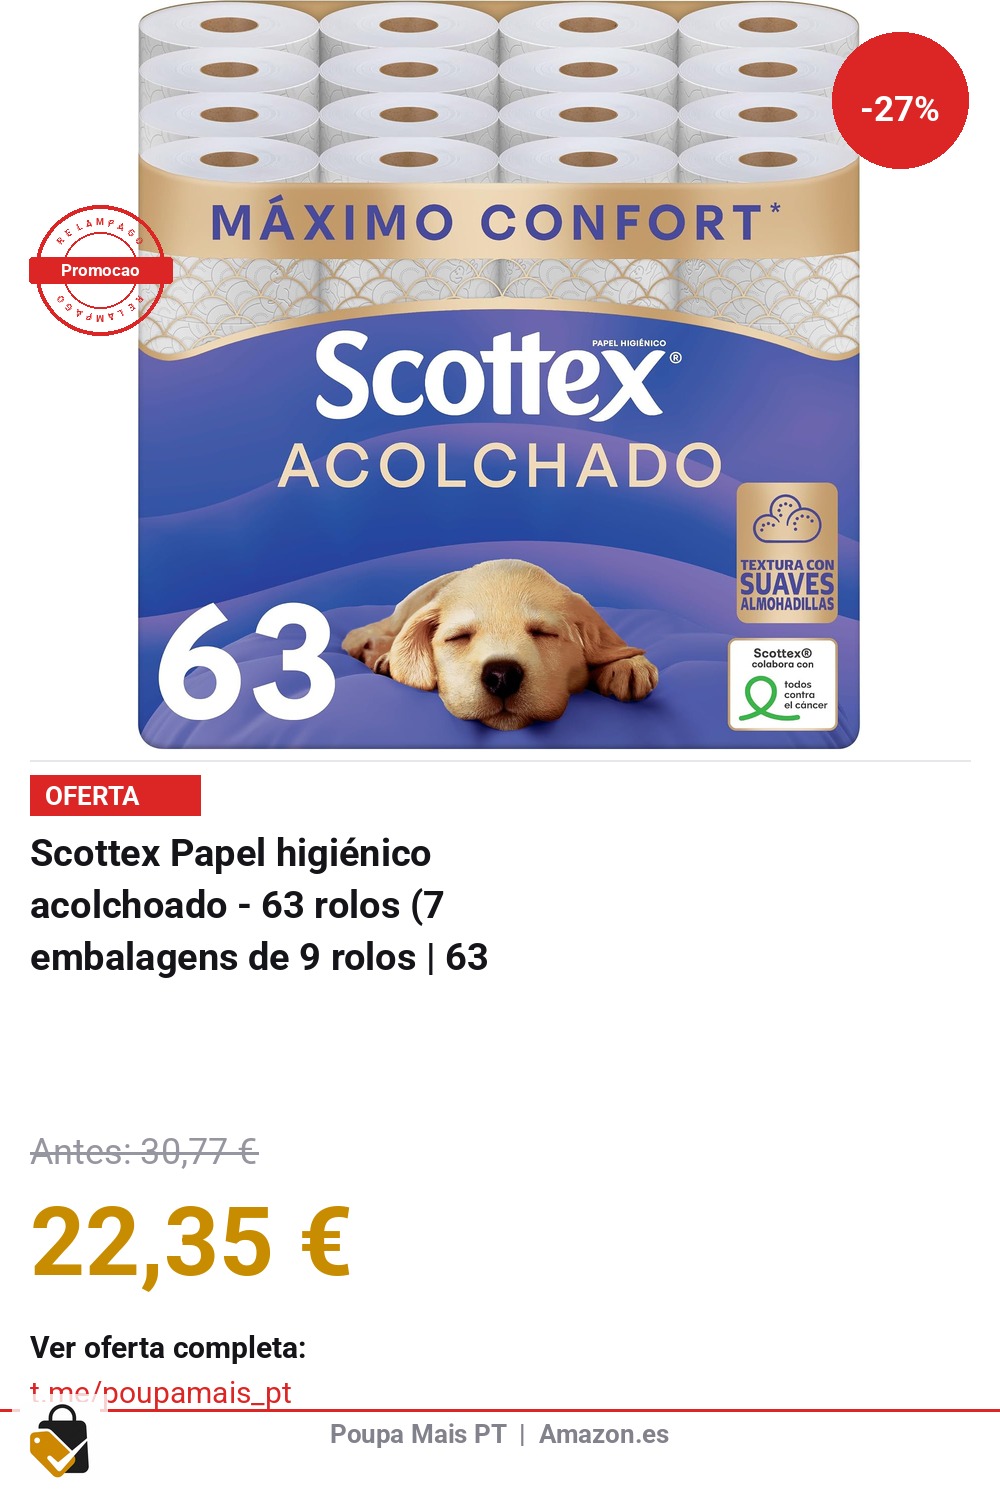 -27%
MÁXIMO CONFORT*
RELAMPAGO
Promocao
RELAMPAGO
PAPEL HIGIÉNICO
Scottex®
ACOLCHADO
TEXTURA CON
SUAVES
ALMOHADILLAS
63
Scottex®
colabora con
todos
contra
el cáncer
OFERTA
Scottex Papel higiénico
acolchoado - 63 rolos (7
embalagens de 9 rolos | 63
Antes: 30,77 €
22,35 €
Ver oferta completa:
t.me/poupamais_pt
Poupa Mais PT | Amazon.es